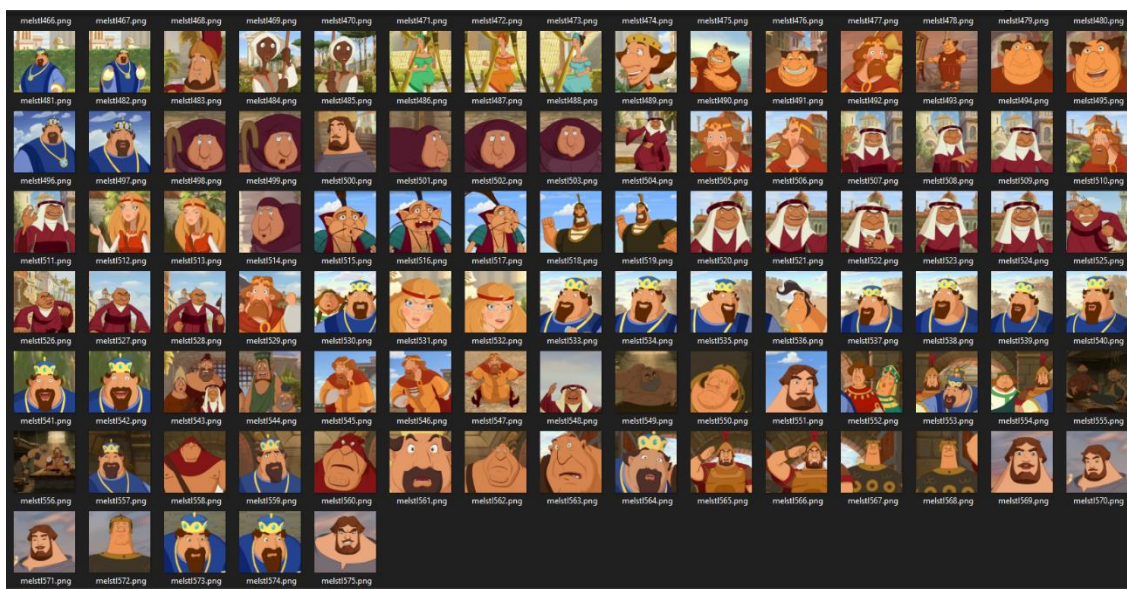 melstl466.png melstl467.png melstl468.png melstl469.png melstl470.png melstl471.png melstl472.png melstl473.png melstl474.png melstl475.png melstl476.png melstl477.png melstl478.png melstl479.png melstl480.png
melstl481.png melstl482.png melstl483.png melstl484.png melstl485.png melstl486.png melstl487.png melstl488.png melstl489.png melstl490.png melstl491.png melstl492.png melstl493.png melstl494.png melstl495.png
melstl496.png melstl497.png melstl498.png melstl499.png melstl500.png melstl501.png melstl502.png melstl503.png melstl504.png melstl505.png melstl506.png melstl507.png melstl508.png melstl509.png melstl510.png
melstl511.png melstl512.png melstl513.png melstl514.png melstl515.png melstl516.png melstl517.png melstl518.png melstl519.png melstl520.png melstl521.png melstl522.png melstl523.png melstl524.png melstl525.png
melstl526.png melstl527.png melstl528.png melstl529.png melstl530.png melstl531.png melstl532.png melstl533.png melstl534.png melstl535.png melstl536.png melstl537.png melstl538.png melstl539.png melstl540.png
melstl541.png melstl542.png melstl543.png melstl544.png melstl545.png melstl546.png melstl547.png melstl548.png melstl549.png melstl550.png melstl551.png melstl552.png melstl553.png melstl554.png melstl555.png
melstl556.png melstl557.png melstl558.png melstl559.png melstl560.png melstl561.png melstl562.png melstl563.png melstl564.png melstl565.png melstl566.png melstl567.png melstl568.png melstl569.png melstl570.png
melstl571.png melstl572.png melstl573.png melstl574.png melstl575.png